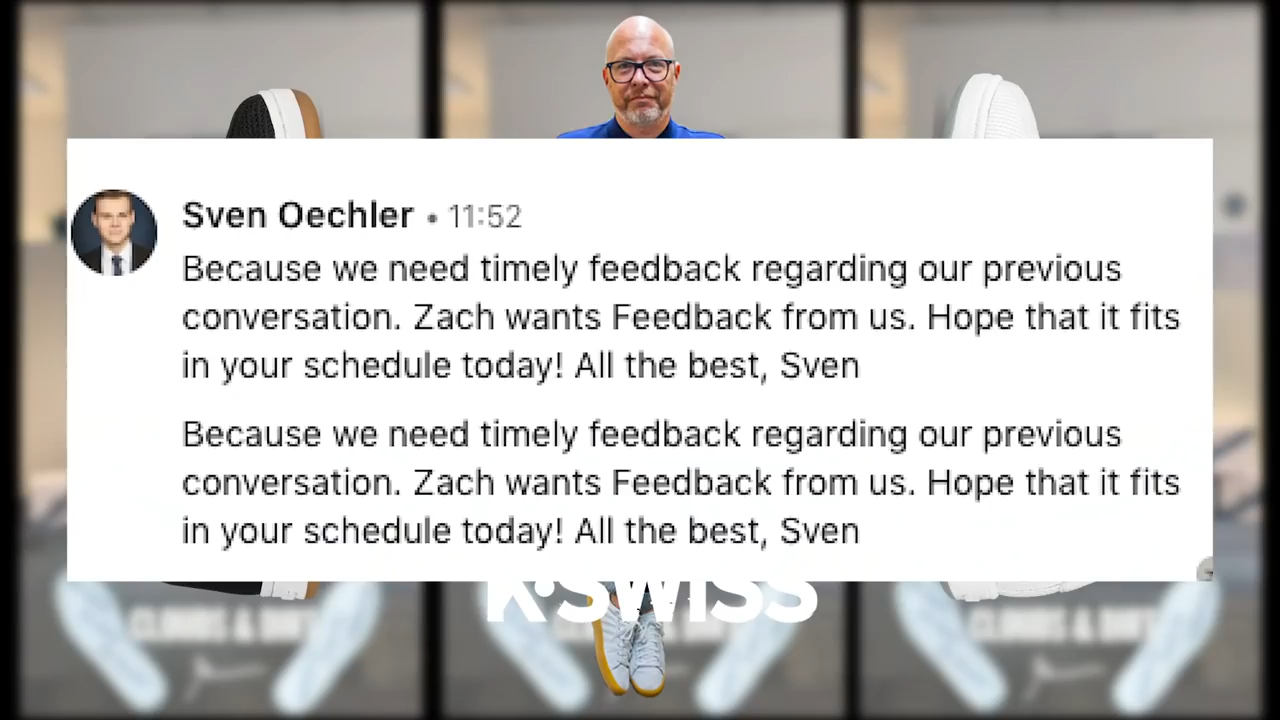 Sven Oechler • 11:52
Because we need timely feedback regarding our previous
conversation. Zach wants Feedback from us. Hope that it fits
in your schedule today! All the best, Sven
Because we need timely feedback regarding our previous
conversation. Zach wants Feedback from us. Hope that it fits
in your schedule today! All the best, Sven
K·SWISS